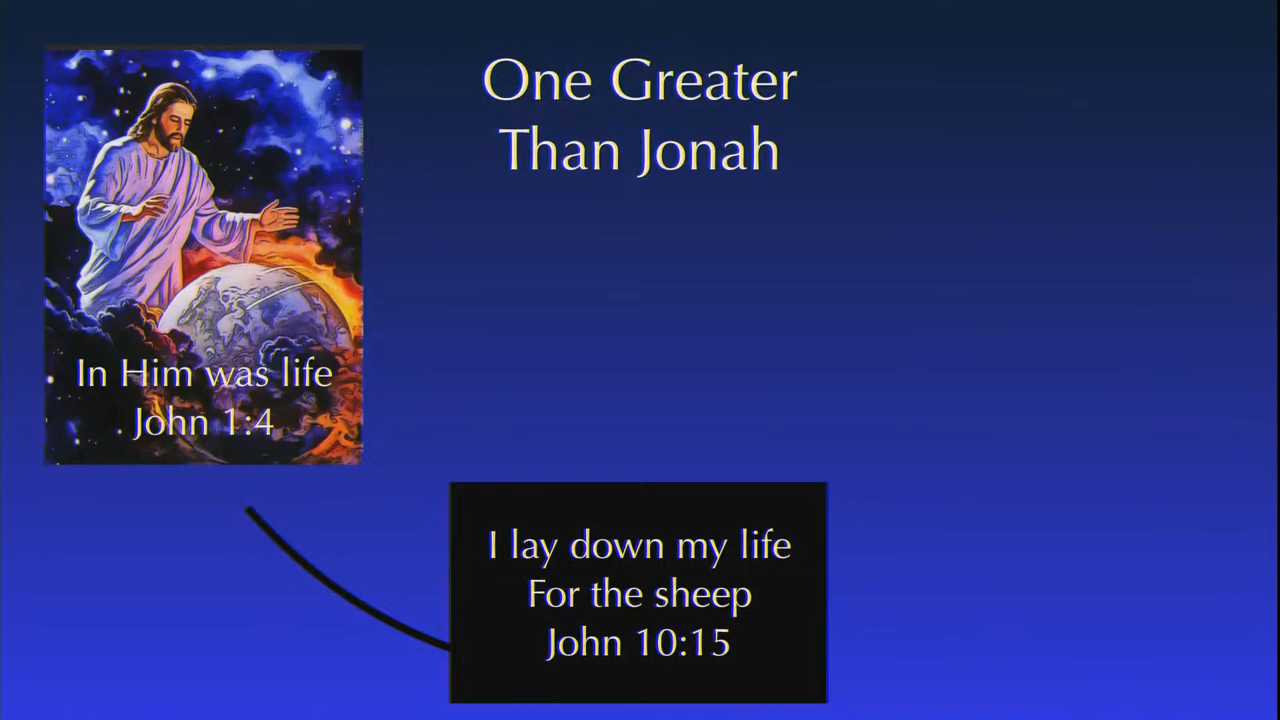 One Greater
Than Jonah
In Him was life
John 1:4
I lay down my life
For the sheep
John 10:15